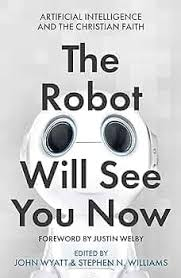 ARTIFICIAL INTELLIGENCE
AND THE CHRISTIAN FAITH
The
Robot
Will See
You Now
FOREWORD BY JUSTIN WELBY
EDITED BY
JOHN WYATT & STEPHEN N. WILLIAMS